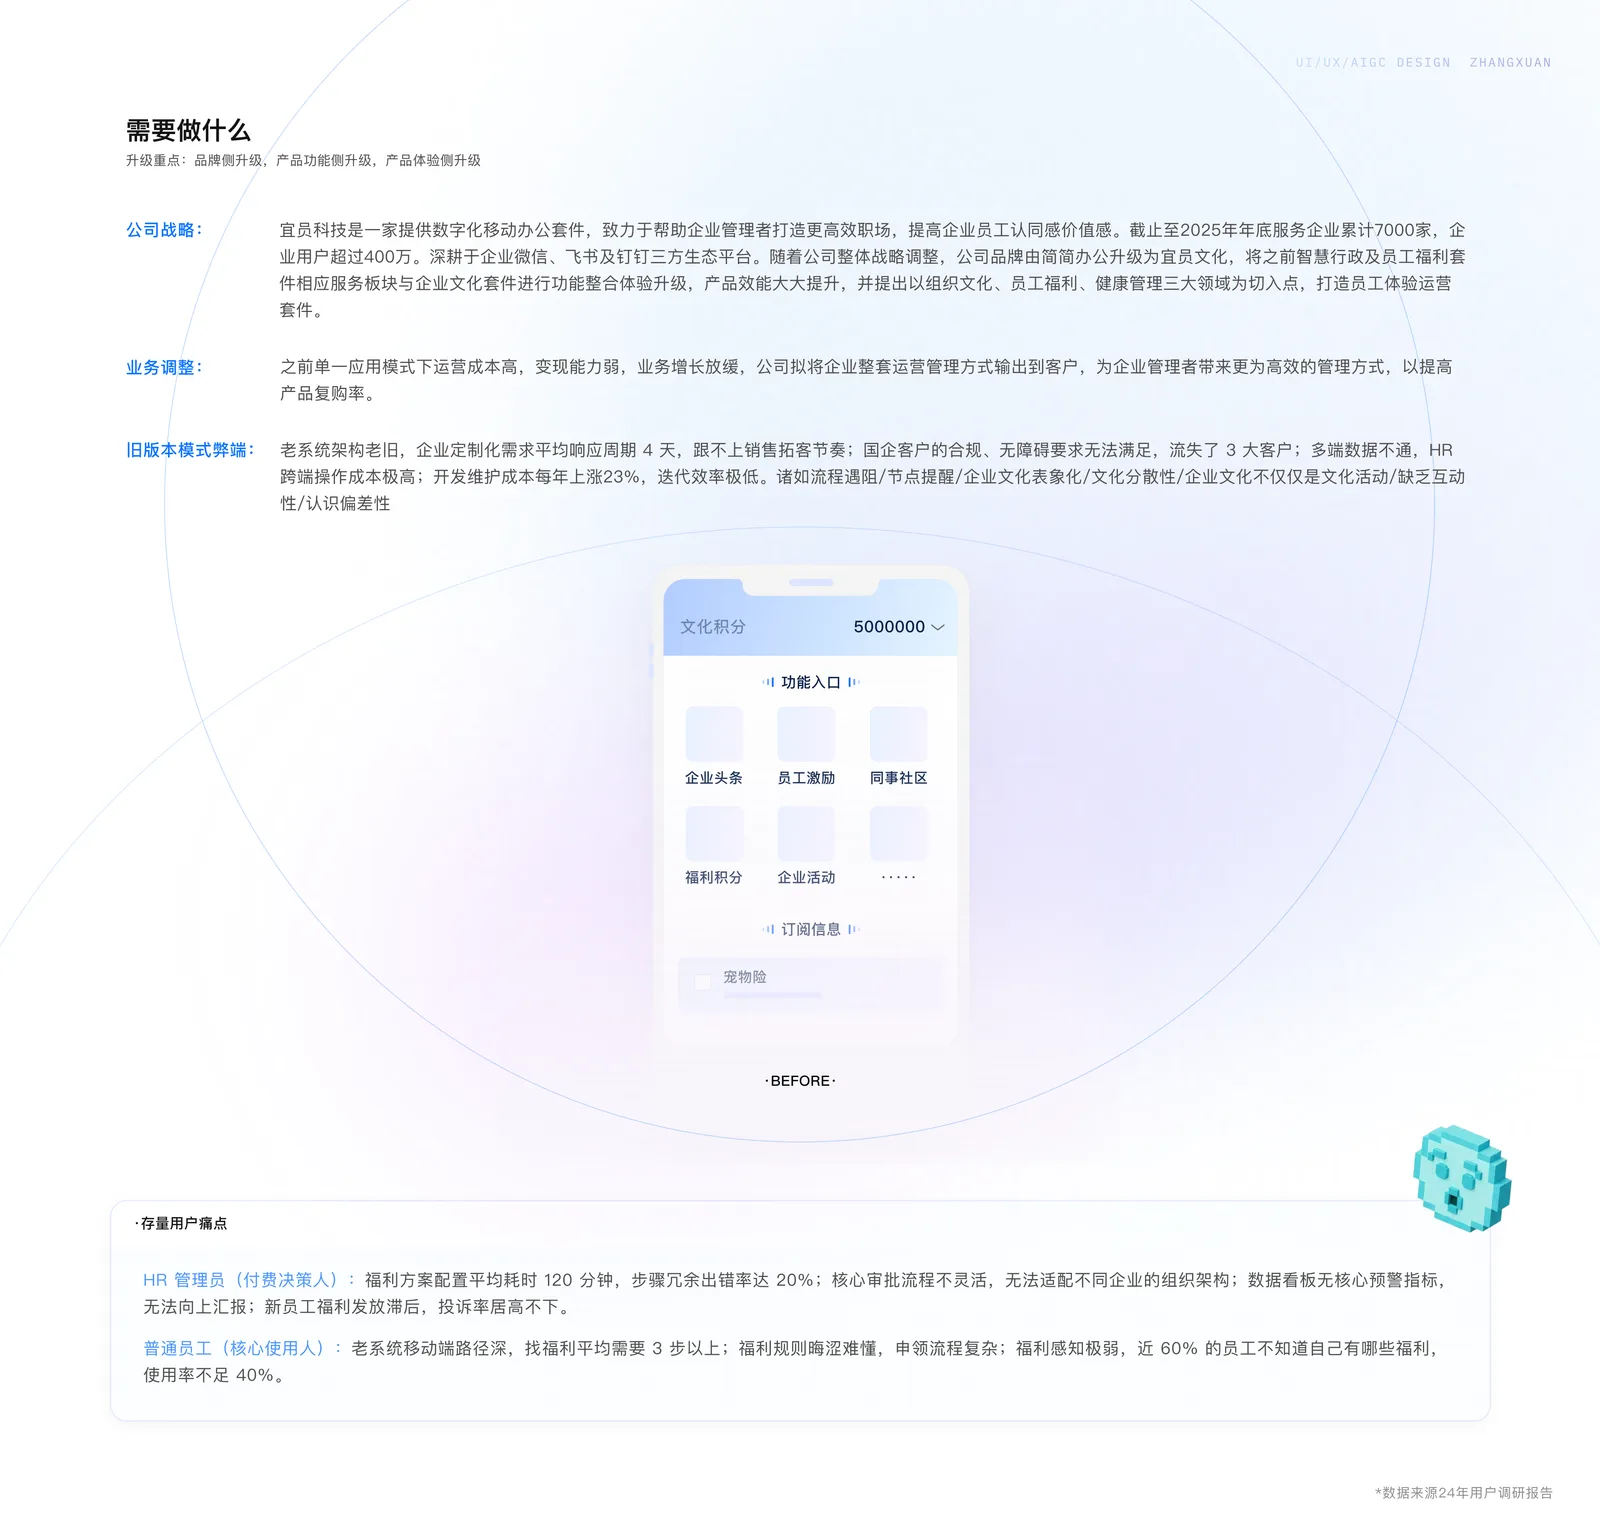 UI/UX/AIGC DESIGN ZHANGXUAN
需要做什么
升级重点：品牌侧升级，产品功能侧升级，产品体验侧升级
公司战略：
宜员科技是一家提供数字化移动办公套件，致力于帮助企业管理者打造更高效职场，提高企业员工认同感价值感。截止至2025年年底服务企业累计7000家，企
业用户超过400万。深耕于企业微信、飞书及钉钉三方生态平台。随着公司整体战略调整，公司品牌由简简办公升级为宜员文化，将之前智慧行政及员工福利套
件相应服务板块与企业文化套件进行功能整合体验升级，产品效能大大提升，并提出以组织文化、员工福利、健康管理三大领域为切入点，打造员工体验运营
套件。
业务调整：
之前单一应用模式下运营成本高，变现能力弱，业务增长放缓，公司拟将企业整套运营管理方式输出到客户，为企业管理者带来更为高效的管理方式，以提高
产品复购率。
旧版本模式弊端：
老系统架构老旧，企业定制化需求平均响应周期 4 天，跟不上销售拓客节奏；国企客户的合规、无障碍要求无法满足，流失了 3 大客户；多端数据不通，HR
跨端操作成本极高；开发维护成本每年上涨23%，迭代效率极低。诸如流程遇阻/节点提醒/企业文化表象化/文化分散性/企业文化不仅仅是文化活动/缺乏互动
性/认识偏差性
文化积分 5000000
功能入口
企业头条 员工激励 同事社区
福利积分 企业活动 ·····
订阅信息
宠物险
·BEFORE·
·存量用户痛点
HR 管理员（付费决策人）：福利方案配置平均耗时 120 分钟，步骤冗余出错率达 20%；核心审批流程不灵活，无法适配不同企业的组织架构；数据看板无核心预警指标，
无法向上汇报；新员工福利发放滞后，投诉率居高不下。
普通员工（核心使用人）：老系统移动端路径深，找福利平均需要 3 步以上；福利规则晦涩难懂，申领流程复杂；福利感知极弱，近 60% 的员工不知道自己有哪些福利，
使用率不足 40%。
*数据来源24年用户调研报告